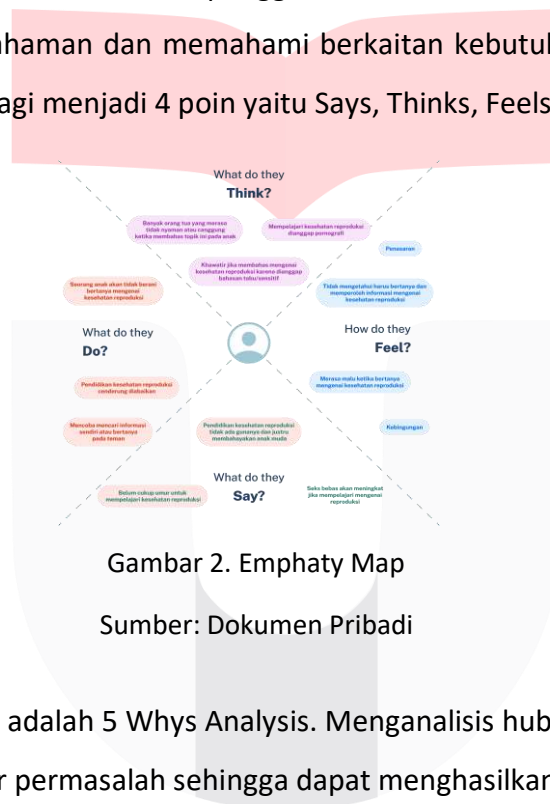 ahaman dan memahami berkaitan kebutuk
agi menjadi 4 poin yaitu Says, Thinks, Feels
What do they
Think?
Banyak orang tua yang merasa
tidak nyaman atau canggung
ketika membahas topik ini pada anak
Mempelajari kesehatan reproduksi
dianggap pornografi
Khawatir jika membahas mengenai
kesehatan reproduksi karena dianggap
bahasan tabu/sensitif
Penasaran
Seorang anak akan tidak berani
bertanya mengenai
kesehatan reproduksi
Tidak mengetahui harus bertanya dan
memperoleh informasi mengenai
kesehatan reproduksi
What do they
Do?
How do they
Feel?
Pendidikan kesehatan reproduksi
cenderung diabaikan
Merasa malu ketika bertanya
mengenai kesehatan reproduksi
Mencoba mencari informasi
sendiri atau bertanya
pada teman
Pendidikan kesehatan reproduksi
tidak ada gunanya dan justru
membahayakan anak muda
Kebingungan
What do they
Say?
Belum cukup umur untuk
mempelajari kesehatan reproduksi
Seks bebas akan meningkat
jika mempelajari mengenai
reproduksi
Gambar 2. Emphaty Map
Sumber: Dokumen Pribadi
adalah 5 Whys Analysis. Menganalisis hub
r permasalah sehingga dapat menghasilkan